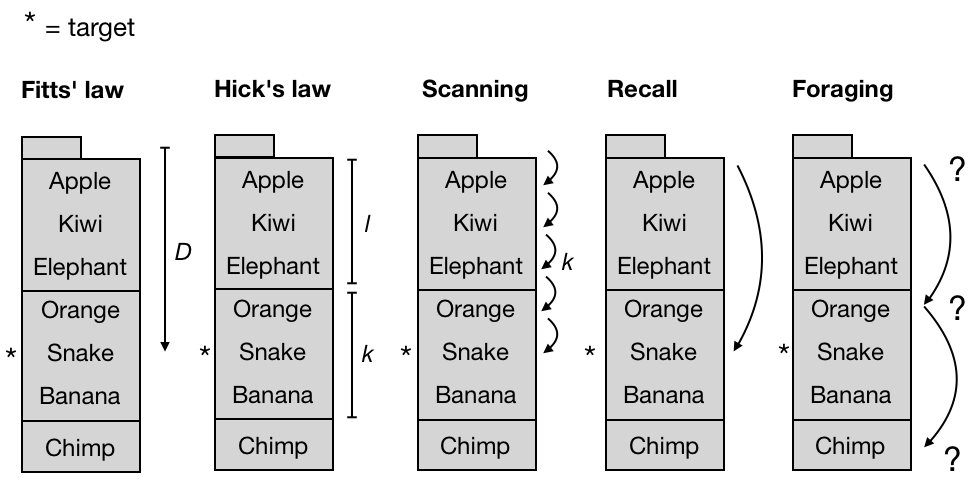 * = target
Fitts' law
Apple
Kiwi
Elephant
Orange
* Snake
Banana
Chimp
D
Hick's law
Apple
Kiwi
Elephant
Orange
* Snake
Banana
Chimp
l
k
Scanning
Apple
Kiwi
Elephant
Orange
* Snake
Banana
Chimp
k
Recall
Apple
Kiwi
Elephant
Orange
* Snake
Banana
Chimp
Foraging
Apple
Kiwi
Elephant
Orange
* Snake
Banana
Chimp
?
?
?